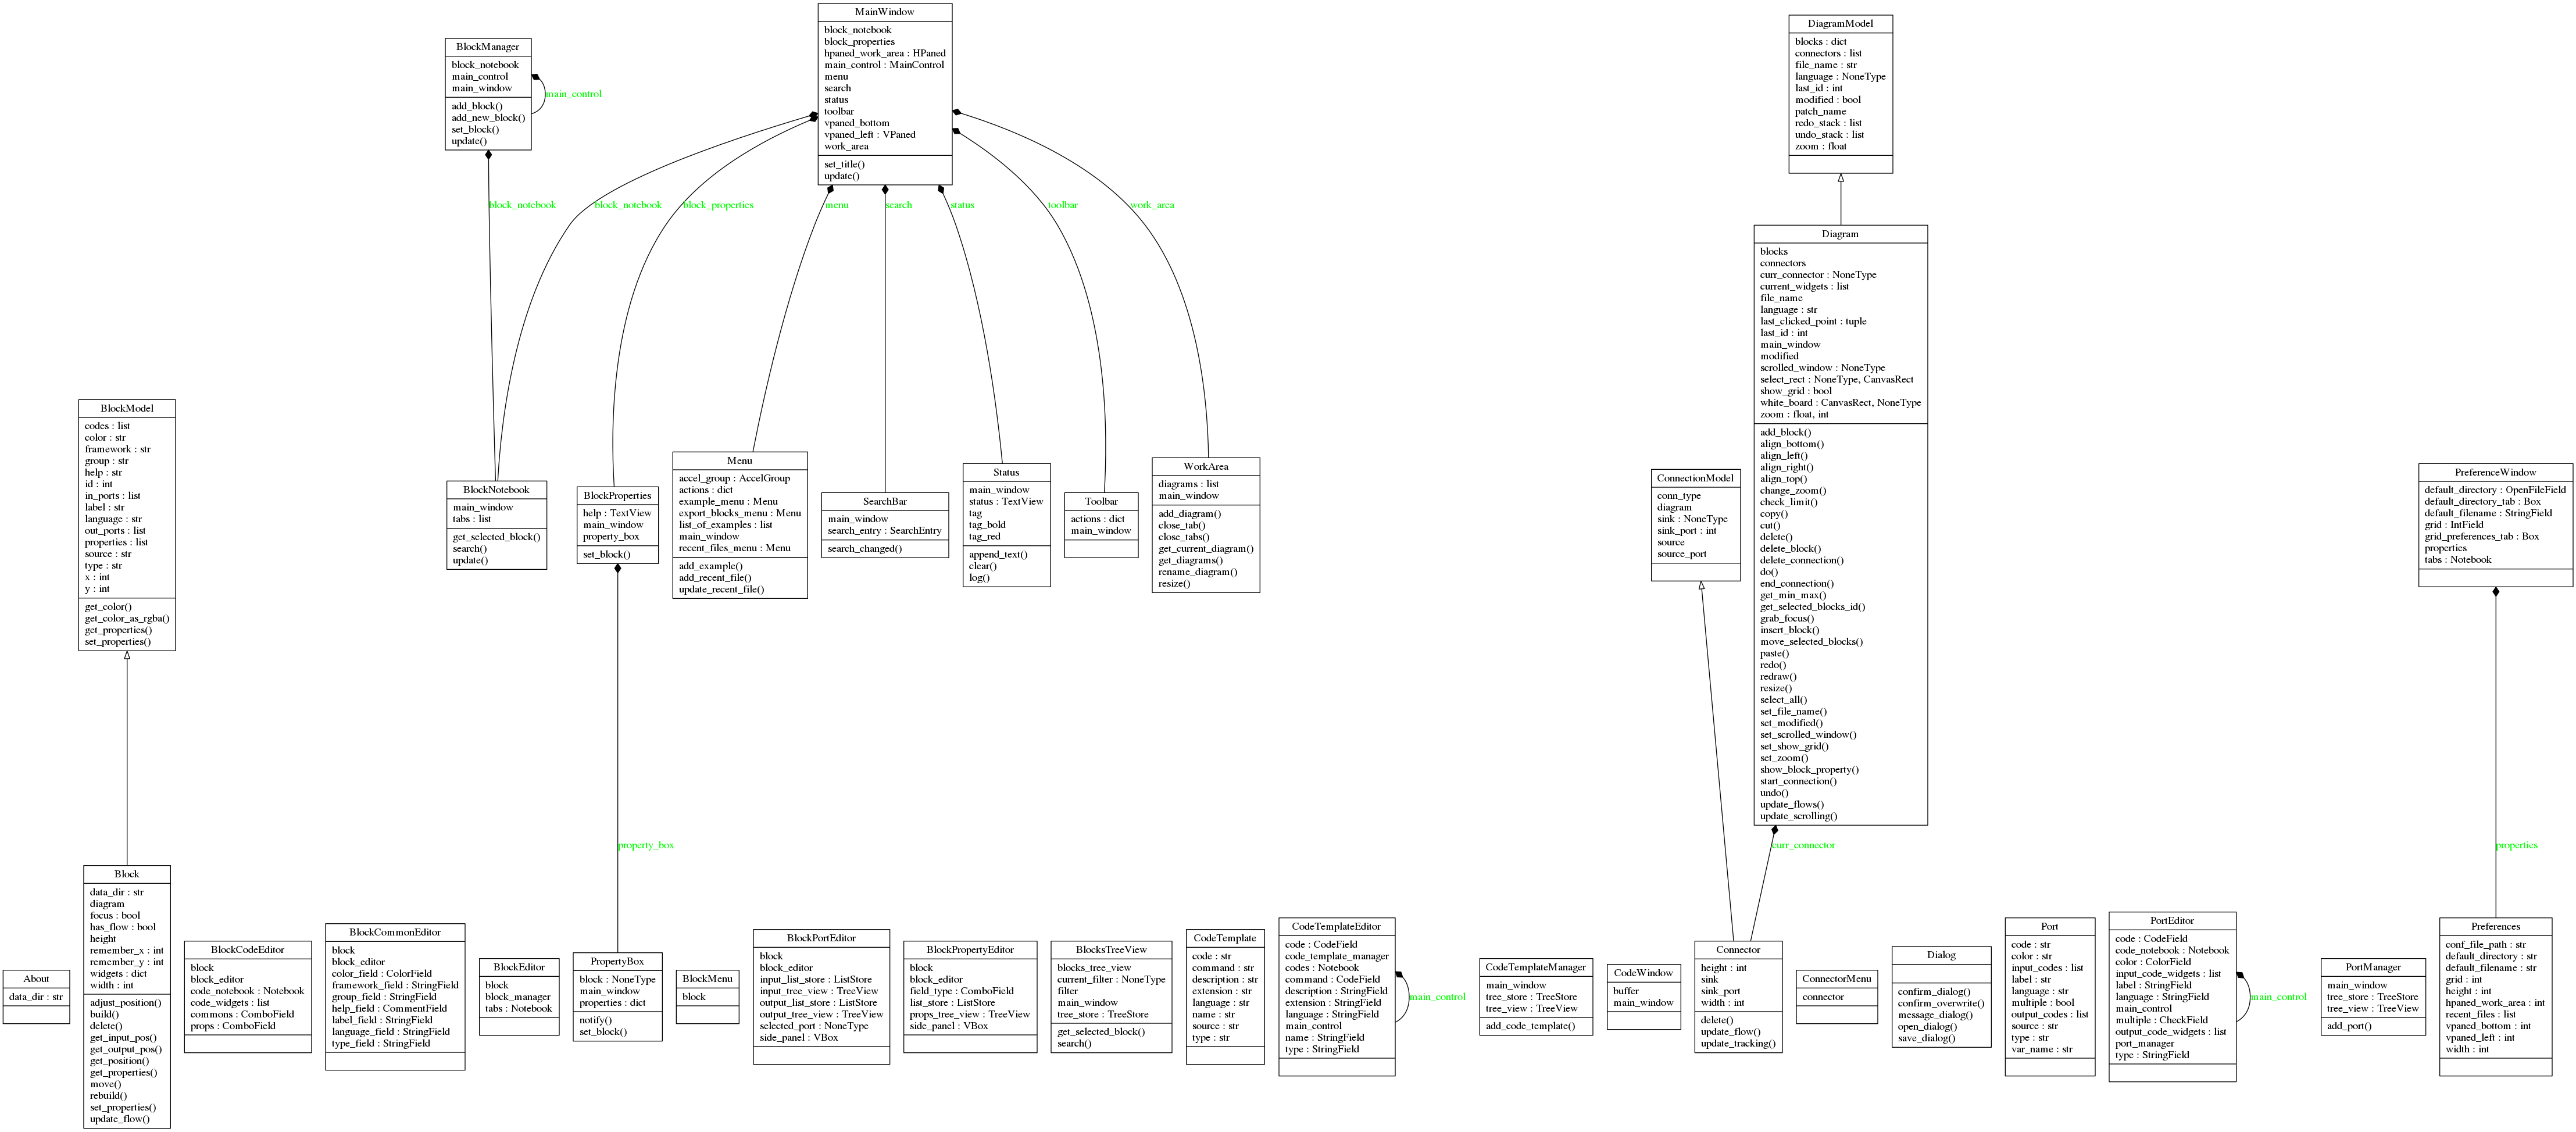 MainWindow
block_notebook
block_properties
hpaned_work_area : HPaned
main_control : MainControl
menu
search
status
toolbar
vpaned_bottom
vpaned_left : VPaned
work_area
set_title()
update()
DiagramModel
blocks : dict
connectors : list
file_name : str
language : NoneType
last_id : int
modified : bool
patch_name
redo_stack : list
undo_stack : list
zoom : float
BlockManager
block_notebook
main_control
main_window
add_block()
add_new_block()
set_block()
update()
main_control
block_notebook
block_notebook
block_properties
menu
search
status
toolbar
work_area
Diagram
blocks
connectors
curr_connector : NoneType
current_widgets : list
file_name
language : str
last_clicked_point : tuple
last_id : int
main_window
modified
scrolled_window : NoneType
select_rect : NoneType, CanvasRect
show_grid : bool
white_board : CanvasRect, NoneType
zoom : float, int
add_block()
align_bottom()
align_left()
align_right()
align_top()
change_zoom()
check_limit()
copy()
cut()
delete()
delete_block()
delete_connection()
do()
end_connection()
get_min_max()
get_selected_blocks_id()
grab_focus()
insert_block()
move_selected_blocks()
paste()
redo()
redraw()
resize()
select_all()
set_file_name()
set_modified()
set_scrolled_window()
set_show_grid()
set_zoom()
show_block_property()
start_connection()
undo()
update_flows()
update_scrolling()
BlockModel
codes : list
color : str
framework : str
group : str
help : str
id : int
in_ports : list
label : str
language : str
out_ports : list
properties : list
source : str
type : str
x : int
y : int
get_color()
get_color_as_rgba()
get_properties()
set_properties()
BlockNotebook
main_window
tabs : list
get_selected_block()
search()
update()
BlockProperties
help : TextView
main_window
property_box
set_block()
Menu
accel_group : AccelGroup
actions : dict
example_menu : Menu
export_blocks_menu : Menu
list_of_examples : list
main_window
recent_files_menu : Menu
add_example()
add_recent_file()
update_recent_file()
SearchBar
main_window
search_entry : SearchEntry
search_changed()
Status
main_window
status : TextView
tag
tag_bold
tag_red
append_text()
clear()
log()
Toolbar
actions : dict
main_window
WorkArea
diagrams : list
main_window
add_diagram()
close_tab()
close_tabs()
get_current_diagram()
get_diagrams()
rename_diagram()
resize()
ConnectionModel
conn_type
diagram
sink : NoneType
sink_port : int
source
source_port
PreferenceWindow
default_directory : OpenFileField
default_directory_tab : Box
default_filename : StringField
grid : IntField
grid_preferences_tab : Box
properties
tabs : Notebook
property_box
curr_connector
properties
About
data_dir : str
Block
data_dir : str
diagram
focus : bool
has_flow : bool
height
remember_x : int
remember_y : int
widgets : dict
width : int
adjust_position()
build()
delete()
get_input_pos()
get_output_pos()
get_position()
get_properties()
move()
rebuild()
set_properties()
update_flow()
BlockCodeEditor
block
block_editor
code_notebook : Notebook
code_widgets : list
commons : ComboField
props : ComboField
BlockCommonEditor
block
block_editor
color_field : ColorField
framework_field : StringField
group_field : StringField
help_field : CommentField
label_field : StringField
language_field : StringField
type_field : StringField
BlockEditor
block
block_manager
tabs : Notebook
PropertyBox
block : NoneType
main_window
properties : dict
notify()
set_block()
BlockMenu
block
BlockPortEditor
block
block_editor
input_list_store : ListStore
input_tree_view : TreeView
output_list_store : ListStore
output_tree_view : TreeView
selected_port : NoneType
side_panel : VBox
BlockPropertyEditor
block
block_editor
field_type : ComboField
list_store : ListStore
props_tree_view : TreeView
side_panel : VBox
BlocksTreeView
blocks_tree_view
current_filter : NoneType
filter
main_window
tree_store : TreeStore
get_selected_block()
search()
CodeTemplate
code : str
command : str
description : str
extension : str
language : str
name : str
source : str
type : str
CodeTemplateEditor
code : CodeField
code_template_manager
codes : Notebook
command : CodeField
description : StringField
extension : StringField
language : StringField
main_control
name : StringField
type : StringField
main_control
CodeTemplateManager
main_window
tree_store : TreeStore
tree_view : TreeView
add_code_template()
CodeWindow
buffer
main_window
Connector
height : int
sink
sink_port
width : int
delete()
update_flow()
update_tracking()
ConnectorMenu
connector
Dialog
confirm_dialog()
confirm_overwrite()
message_dialog()
open_dialog()
save_dialog()
Port
code : str
color : str
input_codes : list
label : str
language : str
multiple : bool
output_codes : list
source : str
type : str
var_name : str
PortEditor
code : CodeField
code_notebook : Notebook
color : ColorField
input_code_widgets : list
label : StringField
language : StringField
main_control
multiple : CheckField
output_code_widgets : list
port_manager
type : StringField
main_control
PortManager
main_window
tree_store : TreeStore
tree_view : TreeView
add_port()
Preferences
conf_file_path : str
default_directory : str
default_filename : str
grid : int
height : int
hpaned_work_area : int
recent_files : list
vpaned_bottom : int
vpaned_left : int
width : int